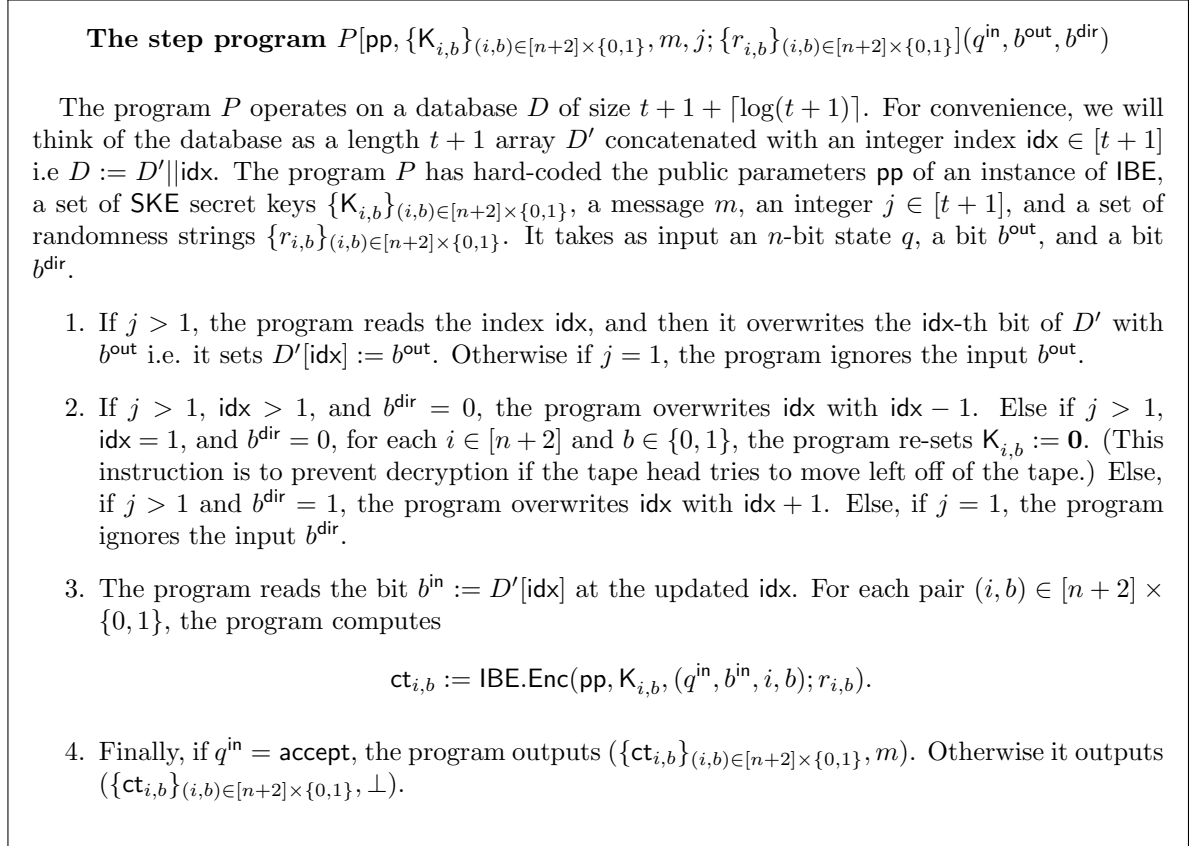 The step program P[pp, {K_{i,b}}_{(i,b)∈[n+2]×{0,1}}, m, j; {r_{i,b}}_{(i,b)∈[n+2]×{0,1}}](q^in, b^out, b^dir)
The program P operates on a database D of size t + 1 + ⌈log(t + 1)⌉. For convenience, we will
think of the database as a length t + 1 array D′ concatenated with an integer index idx ∈ [t + 1]
i.e D := D′||idx. The program P has hard-coded the public parameters pp of an instance of IBE,
a set of SKE secret keys {K_{i,b}}_{(i,b)∈[n+2]×{0,1}}, a message m, an integer j ∈ [t + 1], and a set of
randomness strings {r_{i,b}}_{(i,b)∈[n+2]×{0,1}}. It takes as input an n-bit state q, a bit b^out, and a bit
b^dir.
1. If j > 1, the program reads the index idx, and then it overwrites the idx-th bit of D′ with
b^out i.e. it sets D′[idx] := b^out. Otherwise if j = 1, the program ignores the input b^out.
2. If j > 1, idx > 1, and b^dir = 0, the program overwrites idx with idx − 1. Else if j > 1,
idx = 1, and b^dir = 0, for each i ∈ [n + 2] and b ∈ {0, 1}, the program re-sets K_{i,b} := 0. (This
instruction is to prevent decryption if the tape head tries to move left off of the tape.) Else,
if j > 1 and b^dir = 1, the program overwrites idx with idx + 1. Else, if j = 1, the program
ignores the input b^dir.
3. The program reads the bit b^in := D′[idx] at the updated idx. For each pair (i, b) ∈ [n + 2] ×
{0, 1}, the program computes
ct_{i,b} := IBE.Enc(pp, K_{i,b}, (q^in, b^in, i, b); r_{i,b}).
4. Finally, if q^in = accept, the program outputs ({ct_{i,b}}_{(i,b)∈[n+2]×{0,1}}, m). Otherwise it outputs
({ct_{i,b}}_{(i,b)∈[n+2]×{0,1}}, ⊥).